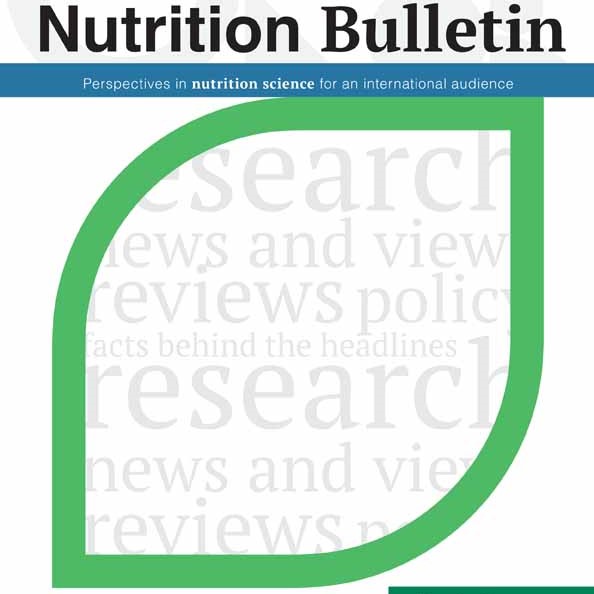 Nutrition Bulletin
Perspectives in nutrition science for an international audience
research
news and view
reviews policy
facts behind the headlines
research
news and view
reviews